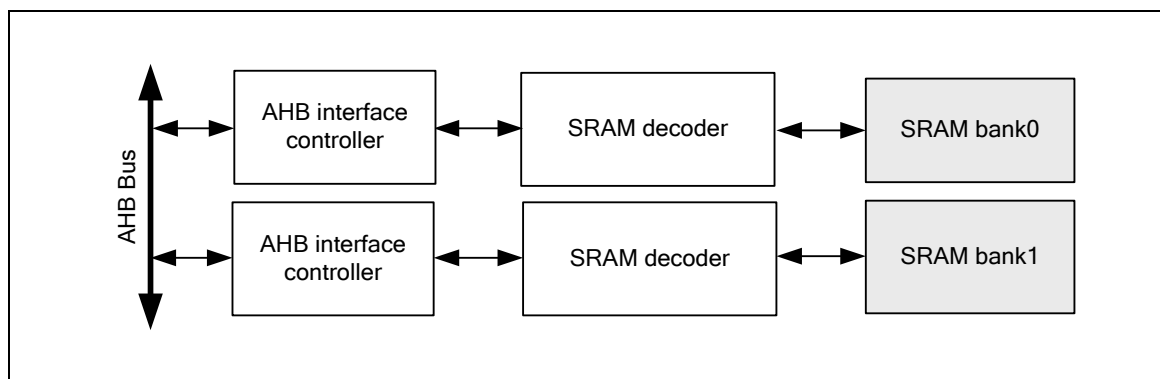 AHB Bus
AHB interface
controller
SRAM decoder
SRAM bank0
AHB interface
controller
SRAM decoder
SRAM bank1